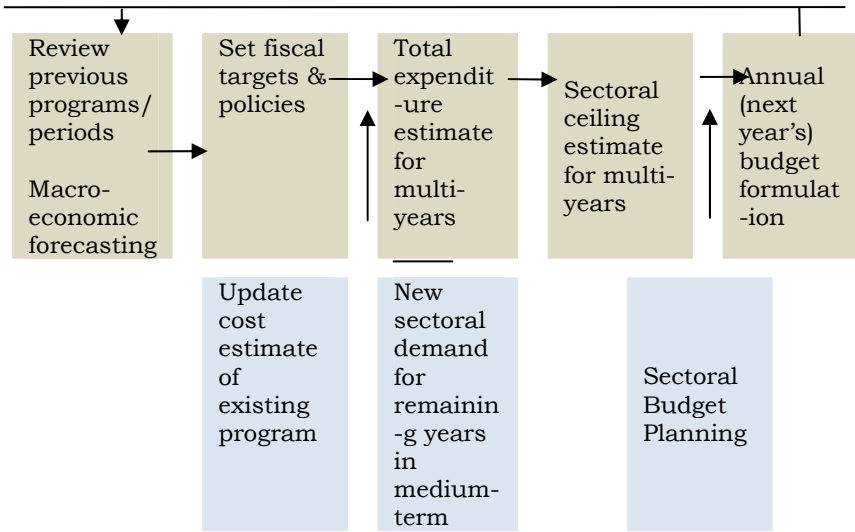 Review
previous
programs/
periods
Macro-
economic
forecasting
Set fiscal
targets &
policies
Total
expendit
-ure
estimate
for
multi-
years
Sectoral
ceiling
estimate
for multi-
years
Annual
(next
year's)
budget
formulat
-ion
Update
cost
estimate
of
existing
program
New
sectoral
demand
for
remainin
-g years
in
medium-
term
Sectoral
Budget
Planning